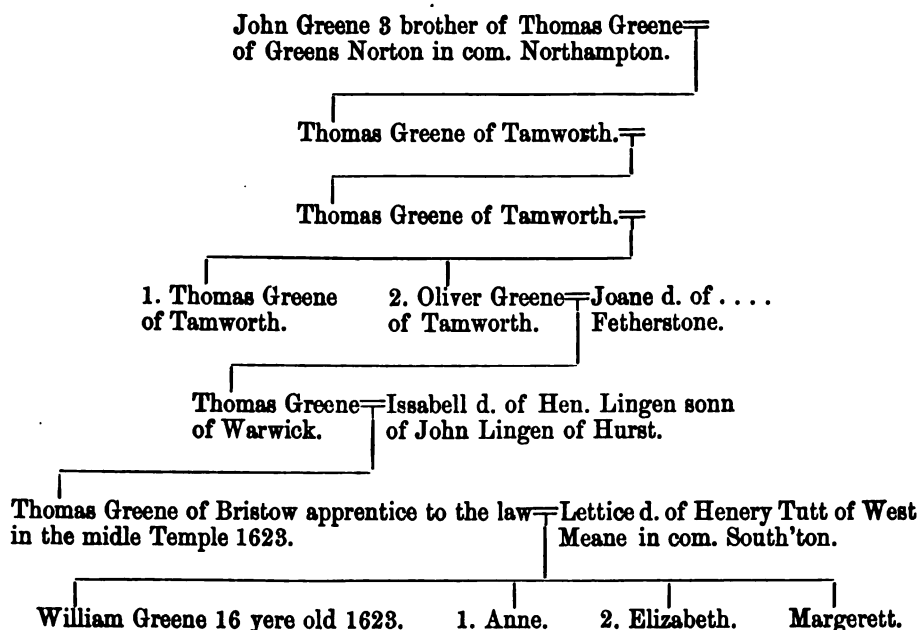 John Greene 3 brother of Thomas Greene
of Greens Norton in com. Northampton.
Thomas Greene of Tamworth.
Thomas Greene of Tamworth.
1. Thomas Greene
of Tamworth.
2. Oliver Greene
of Tamworth.
Joane d. of . . . .
Fetherstone.
Thomas Greene
of Warwick.
Issabell d. of Hen. Lingen sonn
of John Lingen of Hurst.
Thomas Greene of Bristow apprentice to the law
in the midle Temple 1623.
Lettice d. of Henery Tutt of West
Meane in com. South'ton.
William Greene 16 yere old 1623.
1. Anne.
2. Elizabeth.
Margerett.